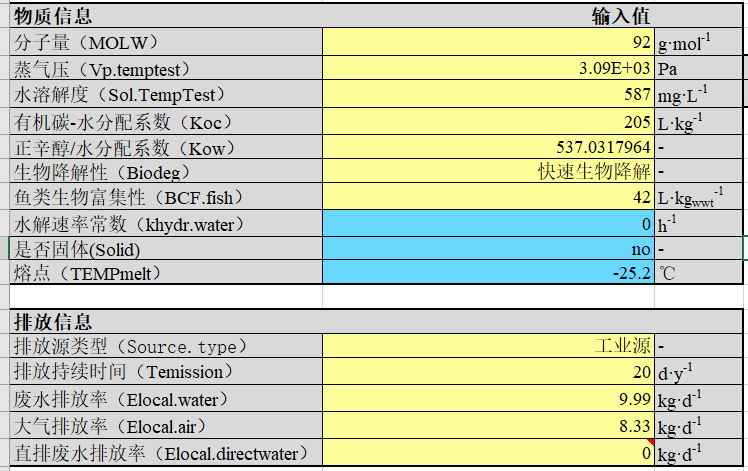 物质信息 输入值
分子量（MOLW） 92 g·mol-1
蒸气压（Vp.temptest） 3.09E+03 Pa
水溶解度（Sol.TempTest） 587 mg·L-1
有机碳-水分配系数（Koc） 205 L·kg-1
正辛醇/水分配系数（Kow） 537.0317964 -
生物降解性（Biodeg） 快速生物降解 -
鱼类生物富集性（BCF.fish） 42 L·kgwwt-1
水解速率常数（khydr.water） 0 h-1
是否固体(Solid) no -
熔点（TEMPmelt） -25.2 ℃
排放信息
排放源类型（Source.type） 工业源 -
排放持续时间（Temission） 20 d·y-1
废水排放率（Elocal.water） 9.99 kg·d-1
大气排放率（Elocal.air） 8.33 kg·d-1
直排废水排放率（Elocal.directwater） 0 kg·d-1